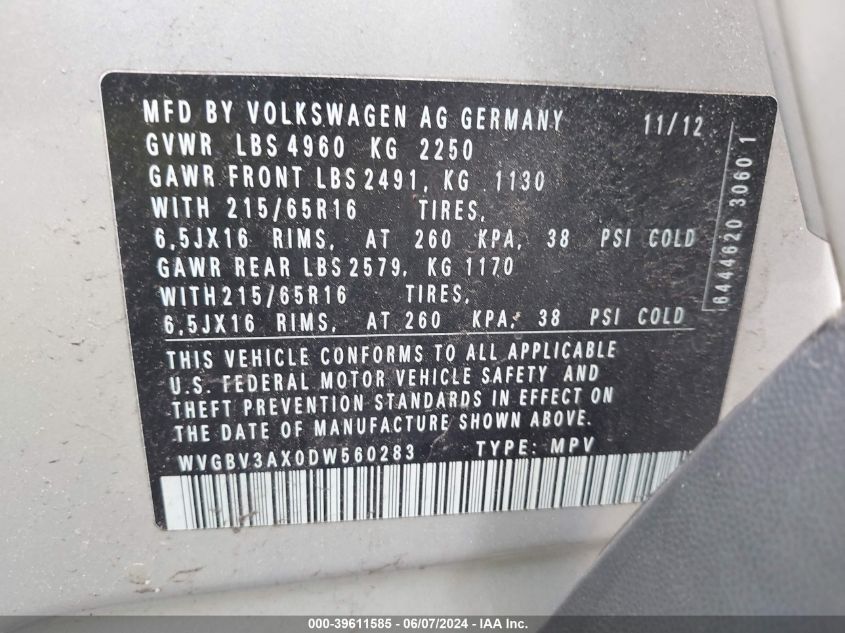 MFD BY VOLKSWAGEN AG GERMANY 11/12
GVWR LBS 4960 KG 2250
GAWR FRONT LBS 2491, KG 1130
WITH 215/65R16 TIRES,
6,5JX16 RIMS, AT 260 KPA, 38 PSI COLD
GAWR REAR LBS 2579, KG 1170
WITH 215/65R16 TIRES,
6,5JX16 RIMS, AT 260 KPA, 38 PSI COLD
THIS VEHICLE CONFORMS TO ALL APPLICABLE
U.S. FEDERAL MOTOR VEHICLE SAFETY AND
THEFT PREVENTION STANDARDS IN EFFECT ON
THE DATE OF MANUFACTURE SHOWN ABOVE.
WVGBV3AX0DW560283 TYPE: MPV
6444620 3060 1
000-39611585 - 06/07/2024 - IAA Inc.